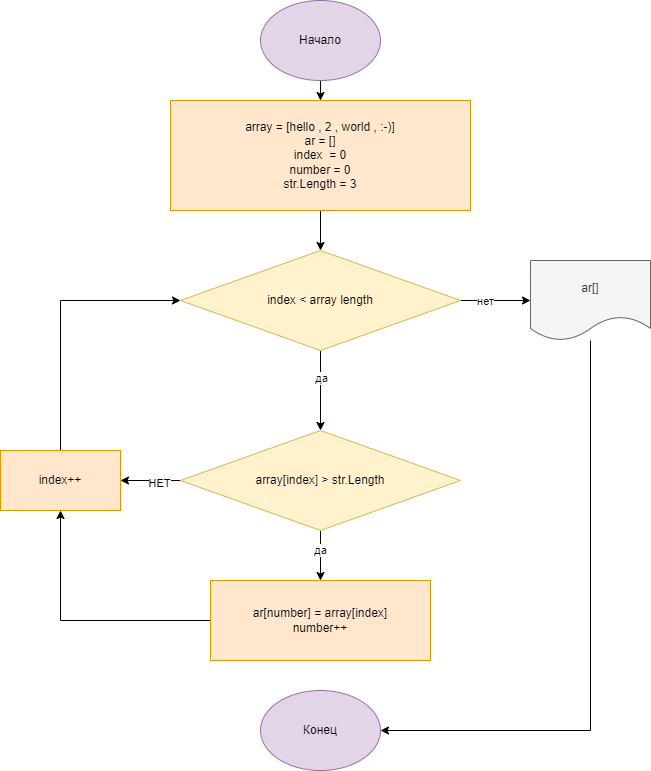 Начало
array = [hello , 2 , world , :-)]
ar = []
index  = 0
number = 0
str.Length = 3
index < array length
нет
ar[]
да
array[index] > str.Length
НЕТ
index++
да
ar[number] = array[index]
number++
Конец